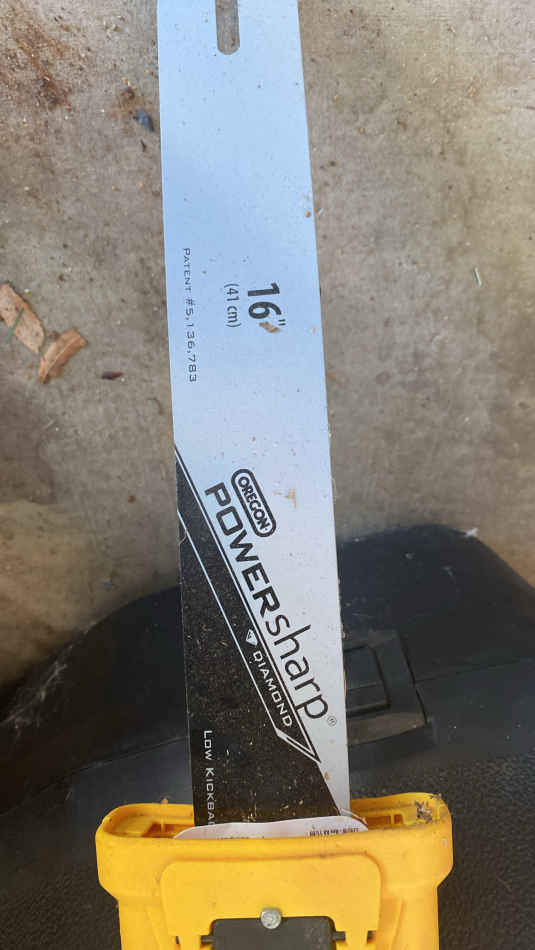 PATENT #5,136,783
16"
(41 cm)
OREGON
POWERsharp®
DIAMOND
LOW KICKBA